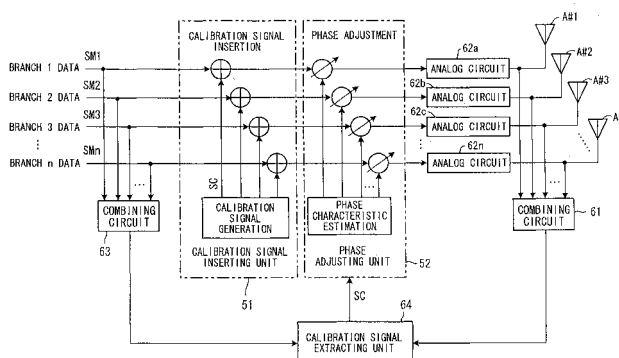 CALIBRATION SIGNAL
INSERTION
PHASE ADJUSTMENT
A#1
A#2
A#3
A
BRANCH 1 DATA
SM1
62a
ANALOG CIRCUIT
BRANCH 2 DATA
SM2
62b
ANALOG CIRCUIT
BRANCH 3 DATA
SM3
62c
ANALOG CIRCUIT
BRANCH n DATA
SMn
62n
ANALOG CIRCUIT
SC
COMBINING
CIRCUIT
63
CALIBRATION
SIGNAL
GENERATION
CALIBRATION SIGNAL
INSERTING UNIT
51
PHASE
CHARACTERISTIC
ESTIMATION
PHASE
ADJUSTING UNIT
52
COMBINING
CIRCUIT
61
SC
64
CALIBRATION SIGNAL
EXTRACTING UNIT